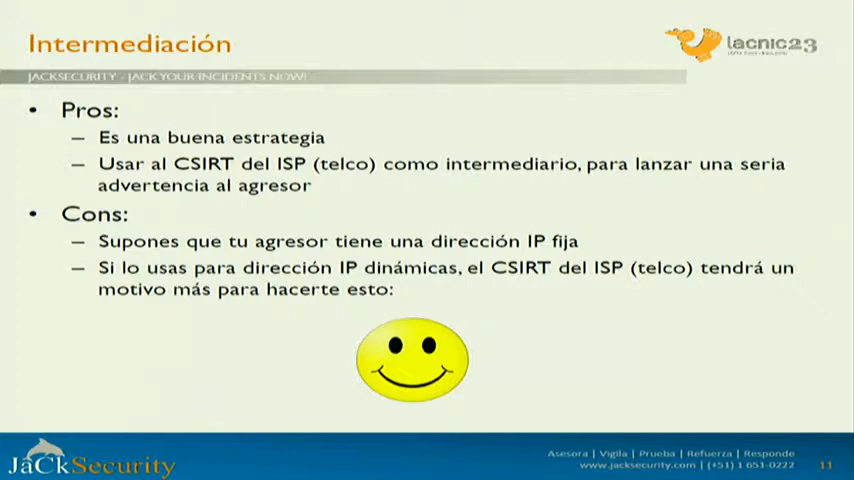 Intermediación
lacnic23
JACKSECURITY - JACK YOUR INCIDENTS NOW!
• Pros:
– Es una buena estrategia
– Usar al CSIRT del ISP (telco) como intermediario, para lanzar una seria
advertencia al agresor
• Cons:
– Supones que tu agresor tiene una dirección IP fija
– Si lo usas para dirección IP dinámicas, el CSIRT del ISP (telco) tendrá un
motivo más para hacerte esto:
JaCkSecurity
Asesora | Vigila | Prueba | Refuerza | Responde
www.jacksecurity.com | (+51) 1 651-0222
11